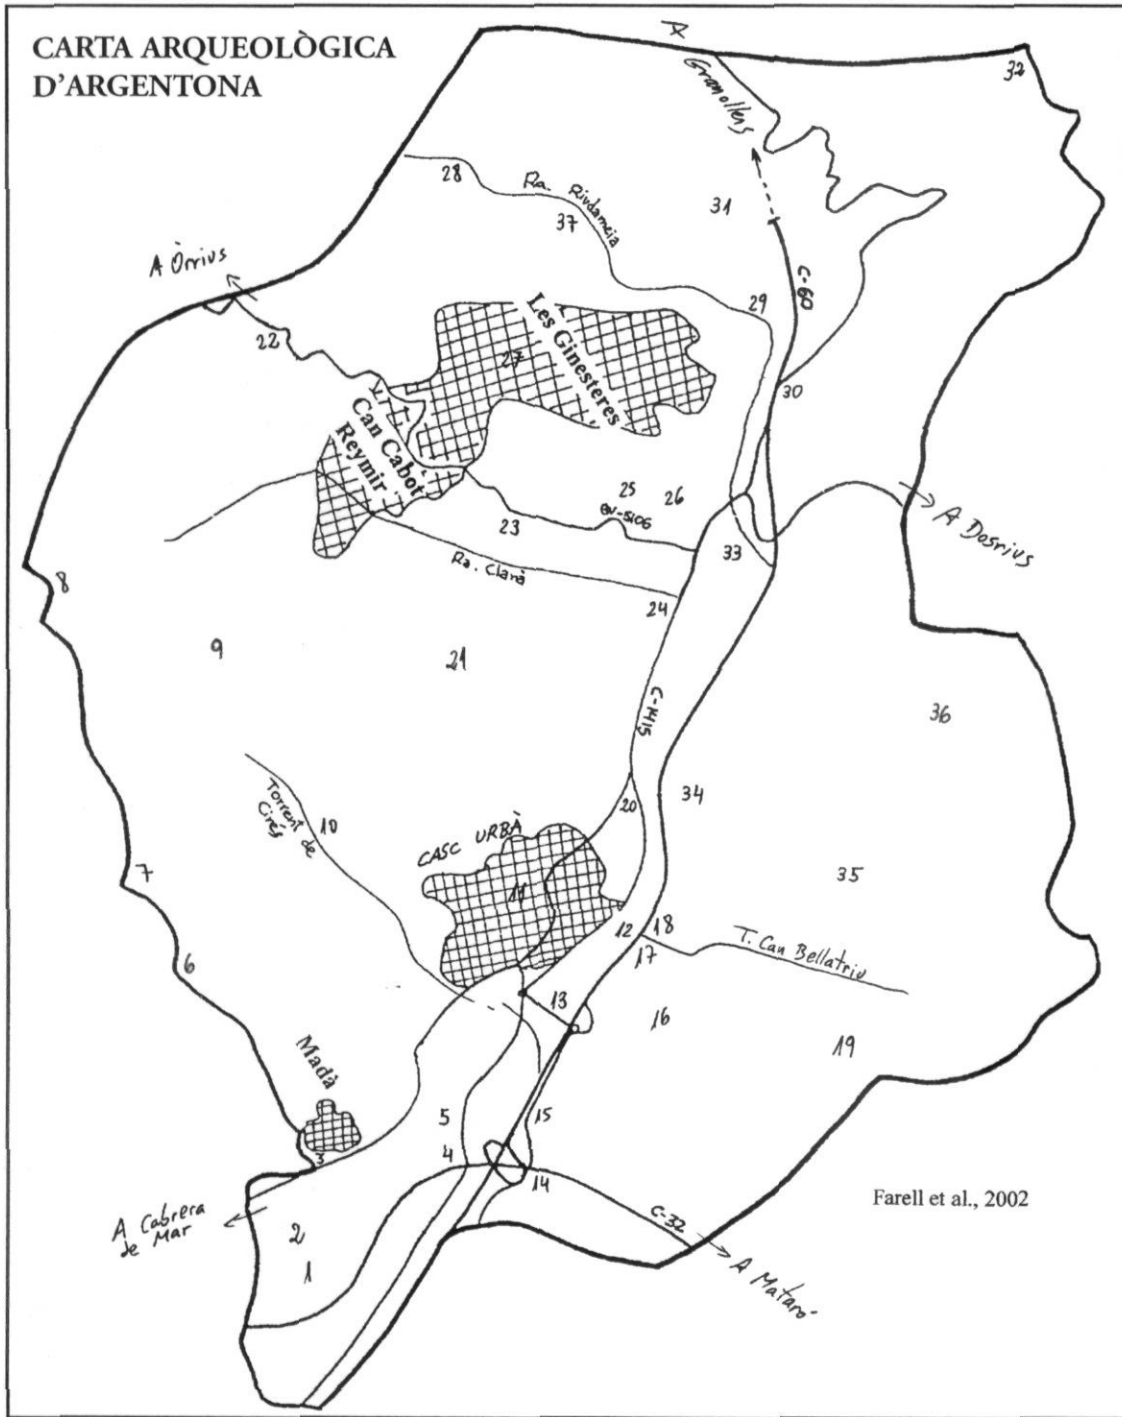 CARTA ARQUEOLÒGICA
D'ARGENTONA
A
Granollers
32
28
Ra. Riudameia
37
31
A Òrrius
C-60
29
22
Les Ginesteres
27
30
Can Cabot
Reymir
25
26
BV-5106
23
A Dosrius
33
Ra. Clarà
8
24
9
21
C-1415
36
Torrent de
Cirés
10
20
34
CASC URBÀ
7
11
35
12
18
17
T. Can Bellatriu
6
13
16
19
Madà
5
15
3
4
14
Farell et al., 2002
A Cabrera
de Mar
2
C-32
1
A Mataró